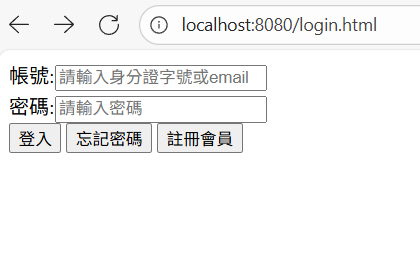 localhost:8080/login.html
帳號:請輸入身分證字號或email
密碼:請輸入密碼
登入 忘記密碼 註冊會員